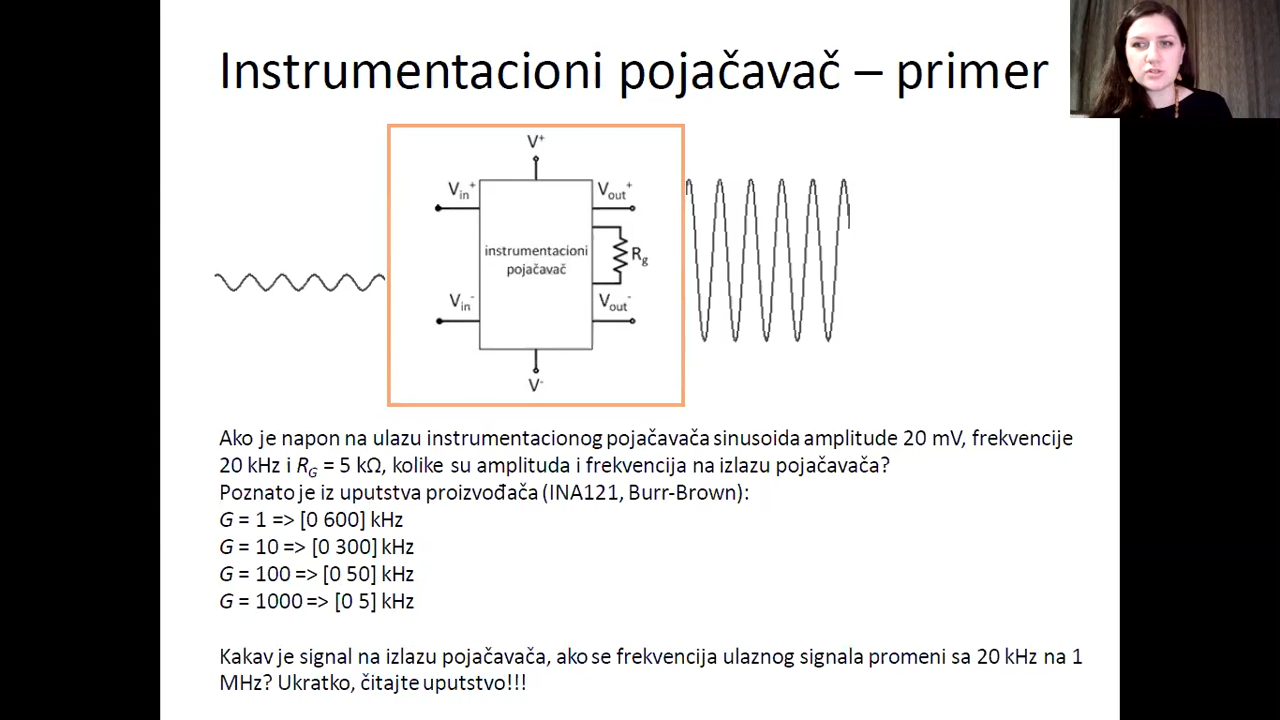 Instrumentacioni pojačavač – primer
V+
Vin+
Vout+
instrumentacioni
pojačavač
Rg
Vin-
Vout-
V-
Ako je napon na ulazu instrumentacionog pojačavača sinusoida amplitude 20 mV, frekvencije
20 kHz i RG = 5 kΩ, kolike su amplituda i frekvencija na izlazu pojačavača?
Poznato je iz uputstva proizvođača (INA121, Burr-Brown):
G = 1 => [0 600] kHz
G = 10 => [0 300] kHz
G = 100 => [0 50] kHz
G = 1000 => [0 5] kHz
Kakav je signal na izlazu pojačavača, ako se frekvencija ulaznog signala promeni sa 20 kHz na 1
MHz? Ukratko, čitajte uputstvo!!!